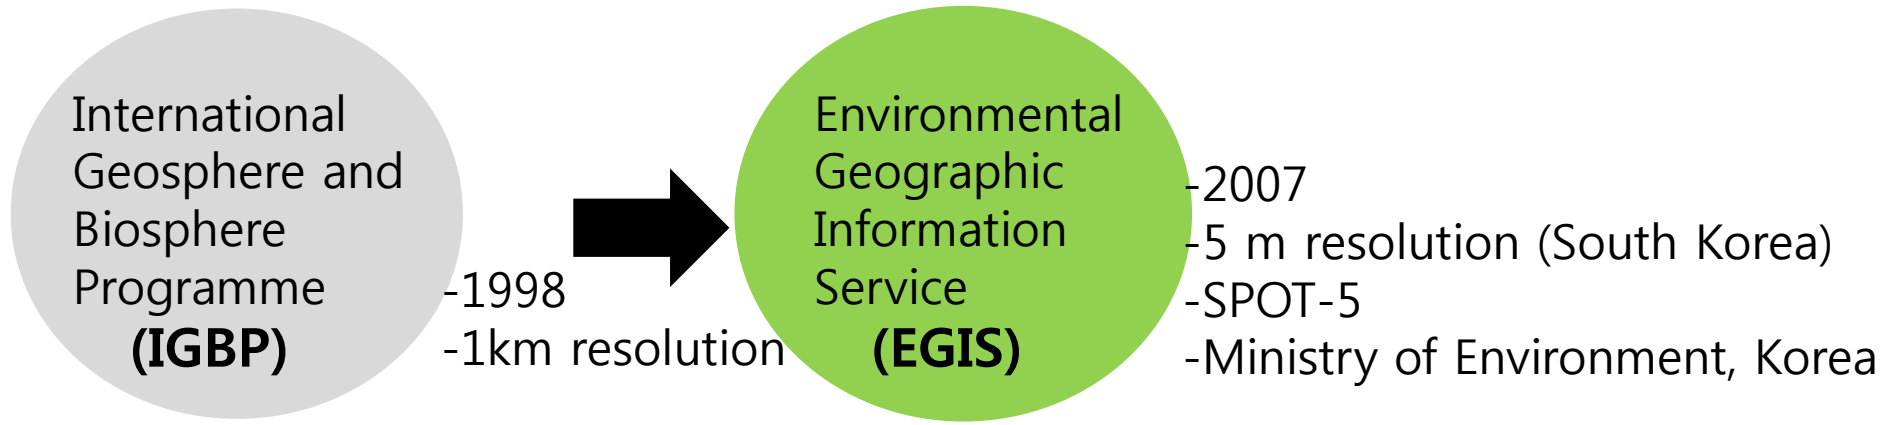 International
Geosphere and
Biosphere
Programme
(IGBP)
-1998
-1km resolution
Environmental
Geographic
Information
Service
(EGIS)
-2007
-5 m resolution (South Korea)
-SPOT-5
-Ministry of Environment, Korea